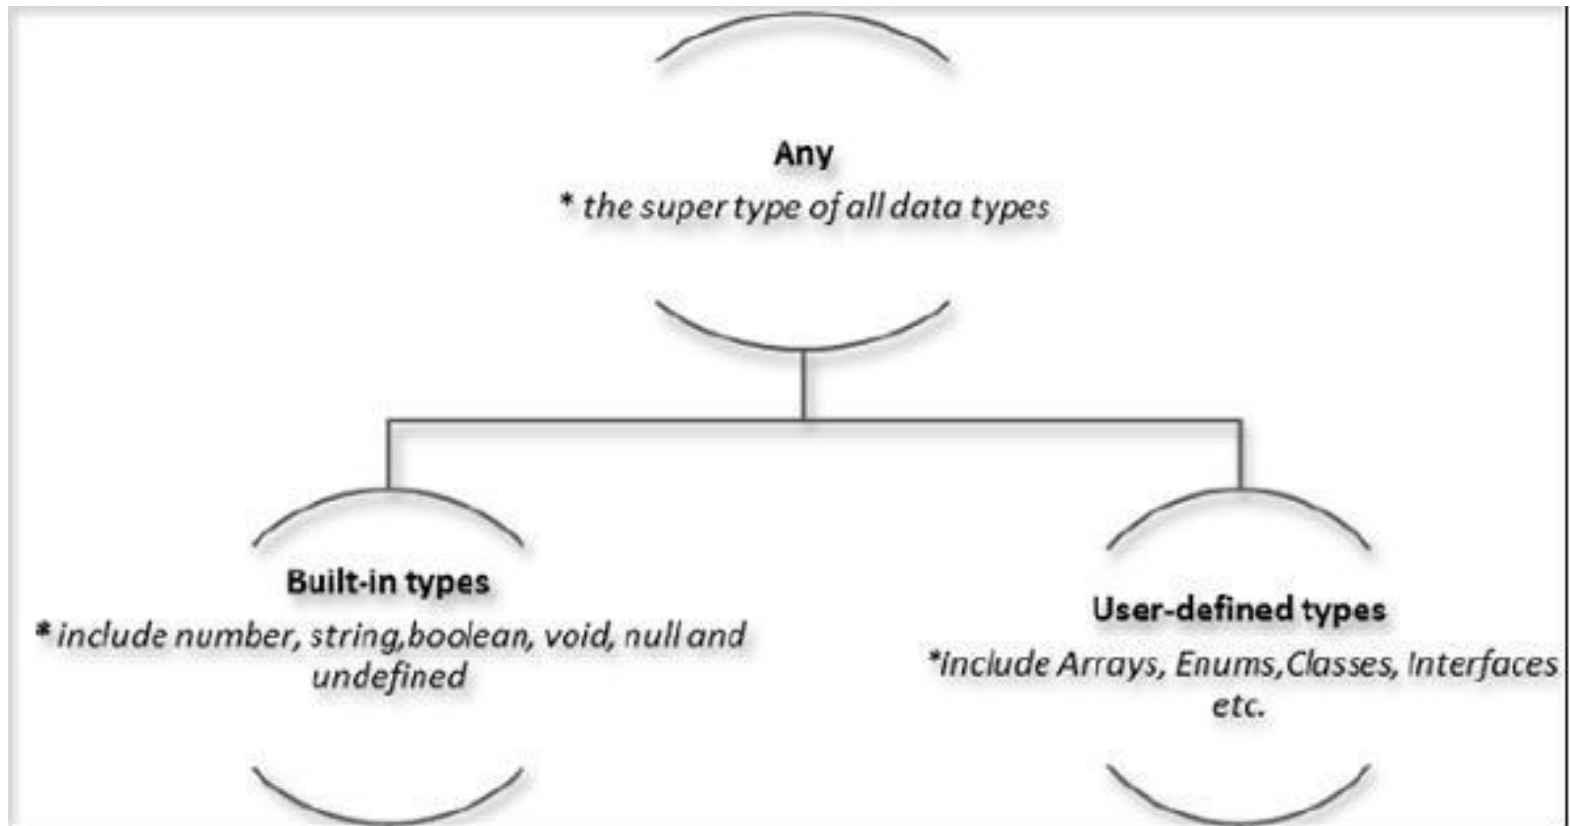 Any
* the super type of all data types
Built-in types
* include number, string,boolean, void, null and
undefined
User-defined types
*include Arrays, Enums,Classes, Interfaces
etc.